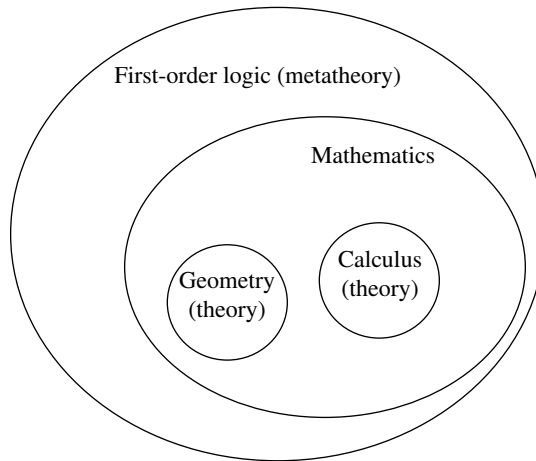 First-order logic (metatheory)
Mathematics
Geometry
(theory)
Calculus
(theory)